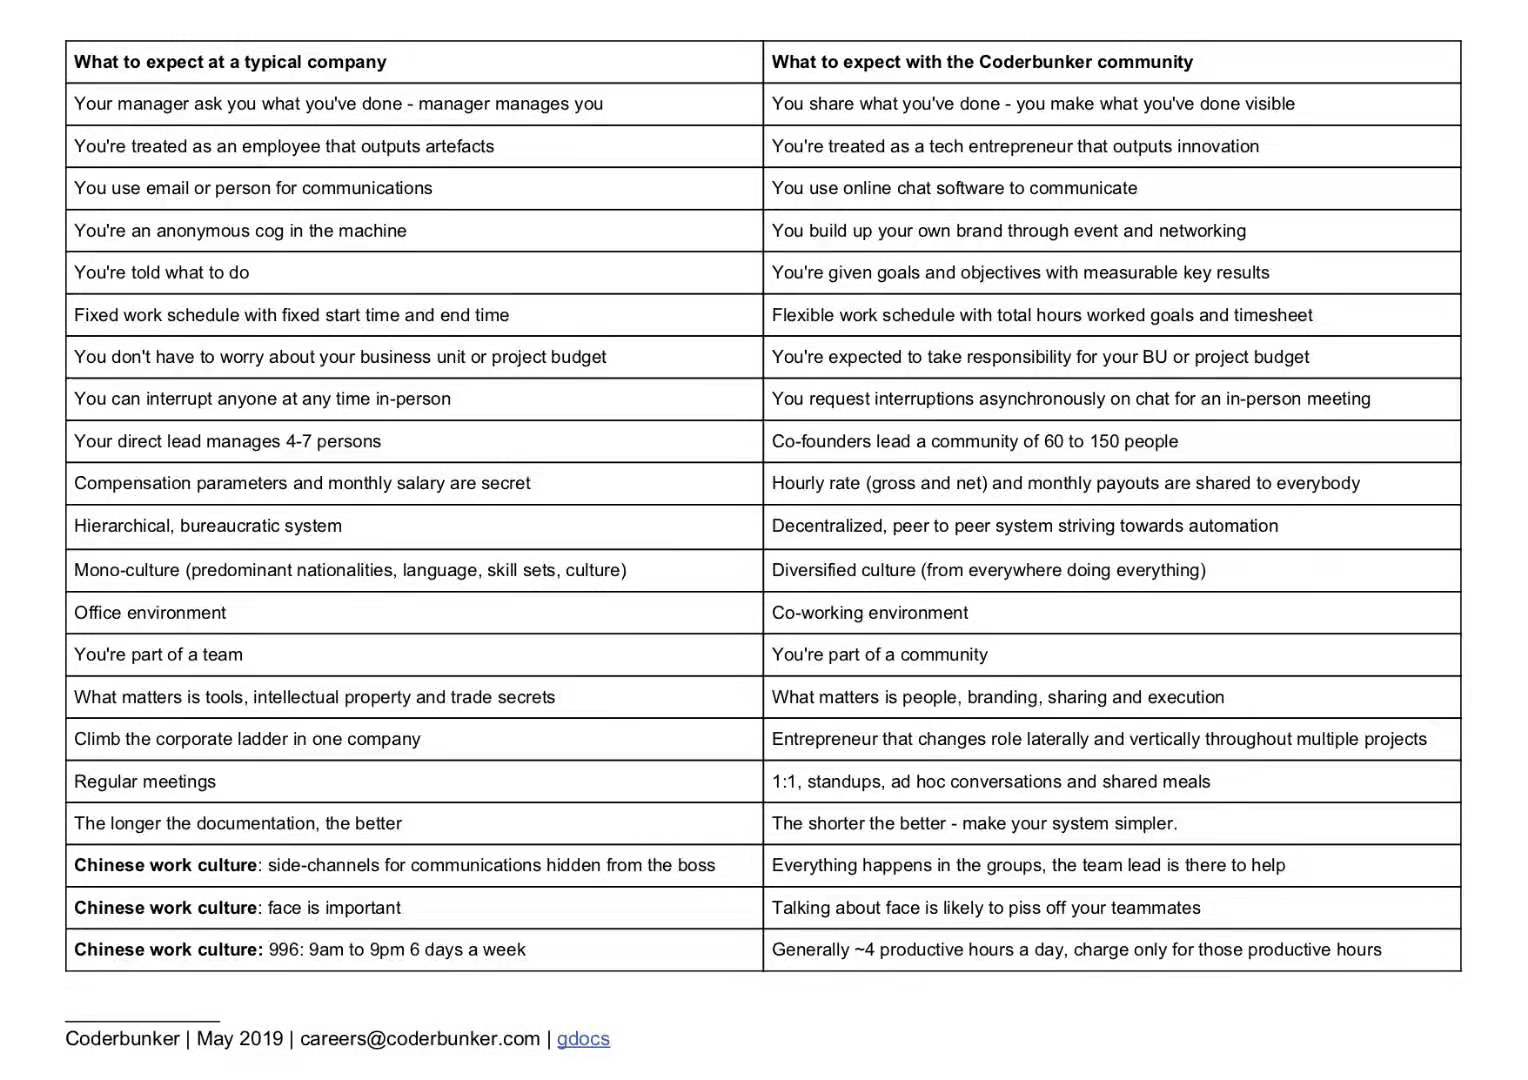 What to expect at a typical company
What to expect with the Coderbunker community
Your manager ask you what you've done - manager manages you
You share what you've done - you make what you've done visible
You're treated as an employee that outputs artefacts
You're treated as a tech entrepreneur that outputs innovation
You use email or person for communications
You use online chat software to communicate
You're an anonymous cog in the machine
You build up your own brand through event and networking
You're told what to do
You're given goals and objectives with measurable key results
Fixed work schedule with fixed start time and end time
Flexible work schedule with total hours worked goals and timesheet
You don't have to worry about your business unit or project budget
You're expected to take responsibility for your BU or project budget
You can interrupt anyone at any time in-person
You request interruptions asynchronously on chat for an in-person meeting
Your direct lead manages 4-7 persons
Co-founders lead a community of 60 to 150 people
Compensation parameters and monthly salary are secret
Hourly rate (gross and net) and monthly payouts are shared to everybody
Hierarchical, bureaucratic system
Decentralized, peer to peer system striving towards automation
Mono-culture (predominant nationalities, language, skill sets, culture)
Diversified culture (from everywhere doing everything)
Office environment
Co-working environment
You're part of a team
You're part of a community
What matters is tools, intellectual property and trade secrets
What matters is people, branding, sharing and execution
Climb the corporate ladder in one company
Entrepreneur that changes role laterally and vertically throughout multiple projects
Regular meetings
1:1, standups, ad hoc conversations and shared meals
The longer the documentation, the better
The shorter the better - make your system simpler.
Chinese work culture: side-channels for communications hidden from the boss
Everything happens in the groups, the team lead is there to help
Chinese work culture: face is important
Talking about face is likely to piss off your teammates
Chinese work culture: 996: 9am to 9pm 6 days a week
Generally ~4 productive hours a day, charge only for those productive hours
Coderbunker | May 2019 | careers@coderbunker.com | gdocs